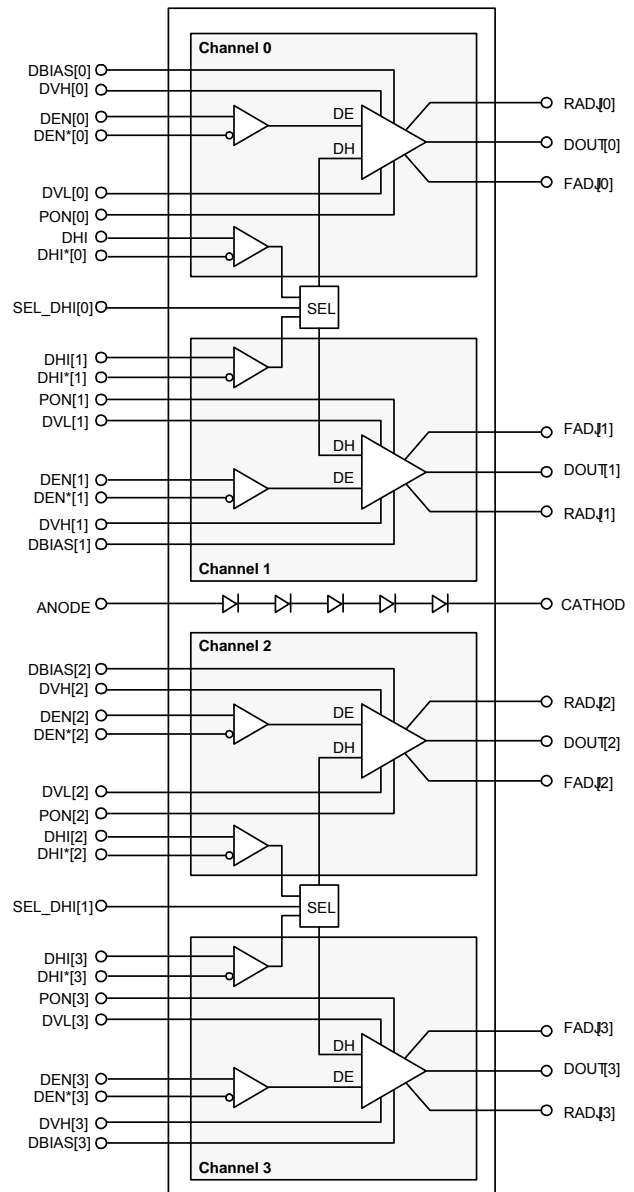 Channel 0
DBIAS[0]
DVH[0]
DEN[0]
DEN*[0]
DE
DH
RADJ[0]
DOUT[0]
FADJ[0]
DVL[0]
PON[0]
DHI
DHI*[0]
SEL_DHI[0]
SEL
DHI[1]
DHI*[1]
PON[1]
DVL[1]
DH
DE
FADJ[1]
DOUT[1]
RADJ[1]
DEN[1]
DEN*[1]
DVH[1]
DBIAS[1]
Channel 1
ANODE
CATHOD
Channel 2
DBIAS[2]
DVH[2]
DEN[2]
DEN*[2]
DE
DH
RADJ[2]
DOUT[2]
FADJ[2]
DVL[2]
PON[2]
DHI[2]
DHI*[2]
SEL_DHI[1]
SEL
DHI[3]
DHI*[3]
PON[3]
DVL[3]
DH
DE
FADJ[3]
DOUT[3]
RADJ[3]
DEN[3]
DEN*[3]
DVH[3]
DBIAS[3]
Channel 3